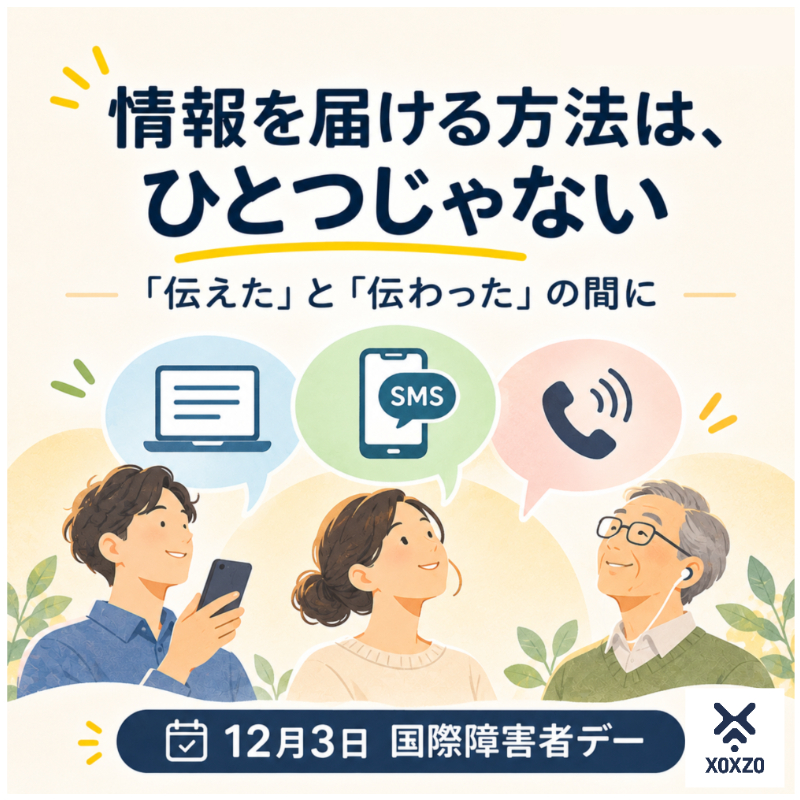 情報を届ける方法は、
ひとつじゃない
「伝えた」と「伝わった」の間に
SMS
12月3日 国際障害者デー
XOXZO